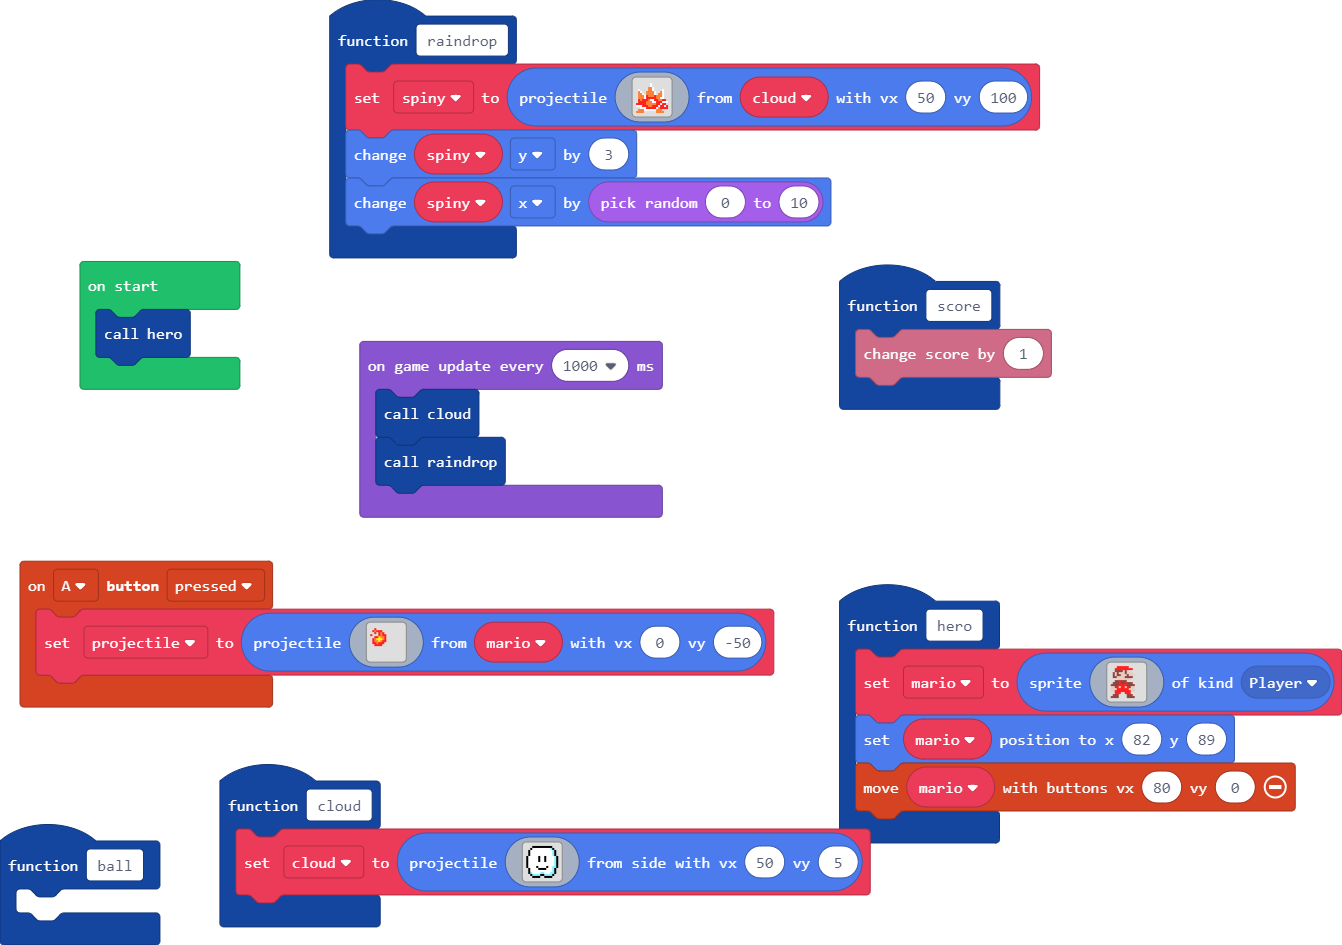 function raindrop
set spiny to projectile from cloud with vx 50 vy 100
change spiny y by 3
change spiny x by pick random 0 to 10
on start
call hero
function score
change score by 1
on game update every 1000 ms
call cloud
call raindrop
on A button pressed
set projectile to projectile from mario with vx 0 vy -50
function hero
set mario to sprite of kind Player
set mario position to x 82 y 89
move mario with buttons vx 80 vy 0
function cloud
set cloud to projectile from side with vx 50 vy 5
function ball